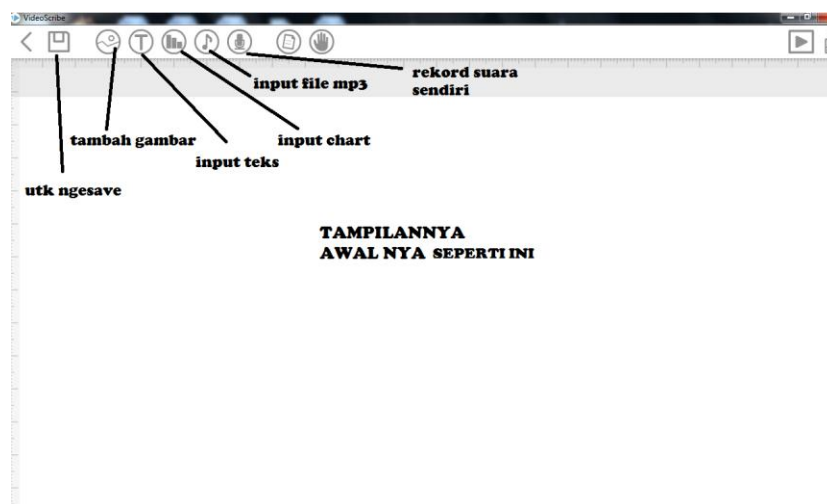 VideoScribe
T
input file mp3
rekord suara
sendiri
tambah gambar
input chart
input teks
utk ngesave
TAMPILANNYA
AWAL NYA SEPERTI INI